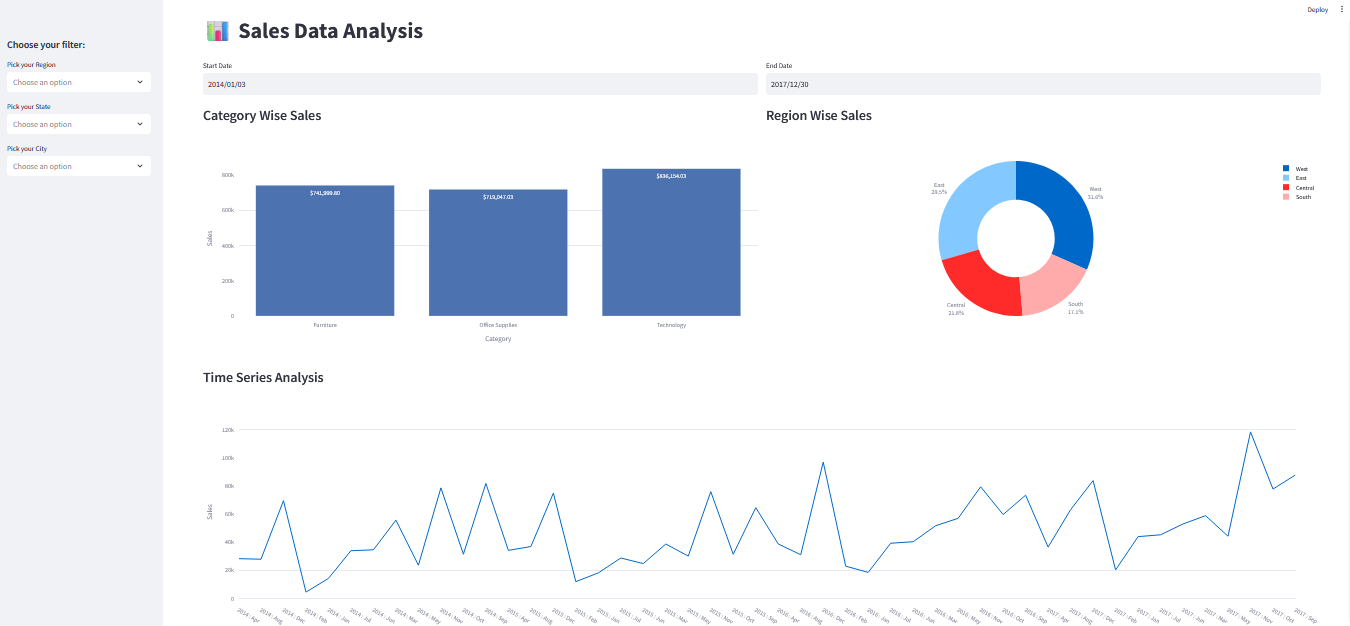 Deploy
Choose your filter:
Pick your Region
Choose an option
Pick your State
Choose an option
Pick your City
Choose an option
Sales Data Analysis
Start Date
2014/01/03
End Date
2017/12/30
Category Wise Sales
800k
600k
400k
200k
0
Sales
$741,999.80
$719,047.03
$836,154.03
Furniture
Office Supplies
Technology
Category
Region Wise Sales
East
29.5%
West
31.6%
Central
21.8%
South
17.1%
West
East
Central
South
Time Series Analysis
120k
100k
80k
60k
40k
20k
0
Sales
2014 : Apr
2014 : Aug
2014 : Dec
2014 : Feb
2014 : Jan
2014 : Jul
2014 : Jun
2014 : Mar
2014 : May
2014 : Nov
2014 : Oct
2014 : Sep
2015 : Apr
2015 : Aug
2015 : Dec
2015 : Feb
2015 : Jan
2015 : Jul
2015 : Jun
2015 : Mar
2015 : May
2015 : Nov
2015 : Oct
2015 : Sep
2016 : Apr
2016 : Aug
2016 : Dec
2016 : Feb
2016 : Jan
2016 : Jul
2016 : Jun
2016 : Mar
2016 : May
2016 : Nov
2016 : Oct
2016 : Sep
2017 : Apr
2017 : Aug
2017 : Dec
2017 : Feb
2017 : Jan
2017 : Jul
2017 : Jun
2017 : Mar
2017 : May
2017 : Nov
2017 : Oct
2017 : Sep